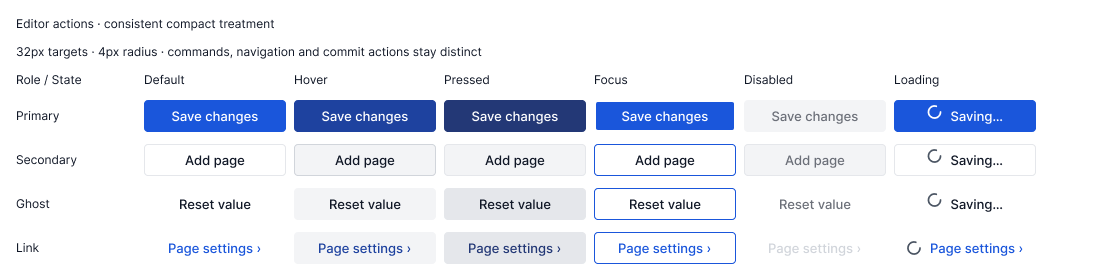 Editor actions · consistent compact treatment
32px targets · 4px radius · commands, navigation and commit actions stay distinct
Role / State Default Hover Pressed Focus Disabled Loading
Primary Save changes Save changes Save changes Save changes Save changes Saving...
Secondary Add page Add page Add page Add page Add page Saving...
Ghost Reset value Reset value Reset value Reset value Reset value Saving...
Link Page settings › Page settings › Page settings › Page settings › Page settings › Page settings ›